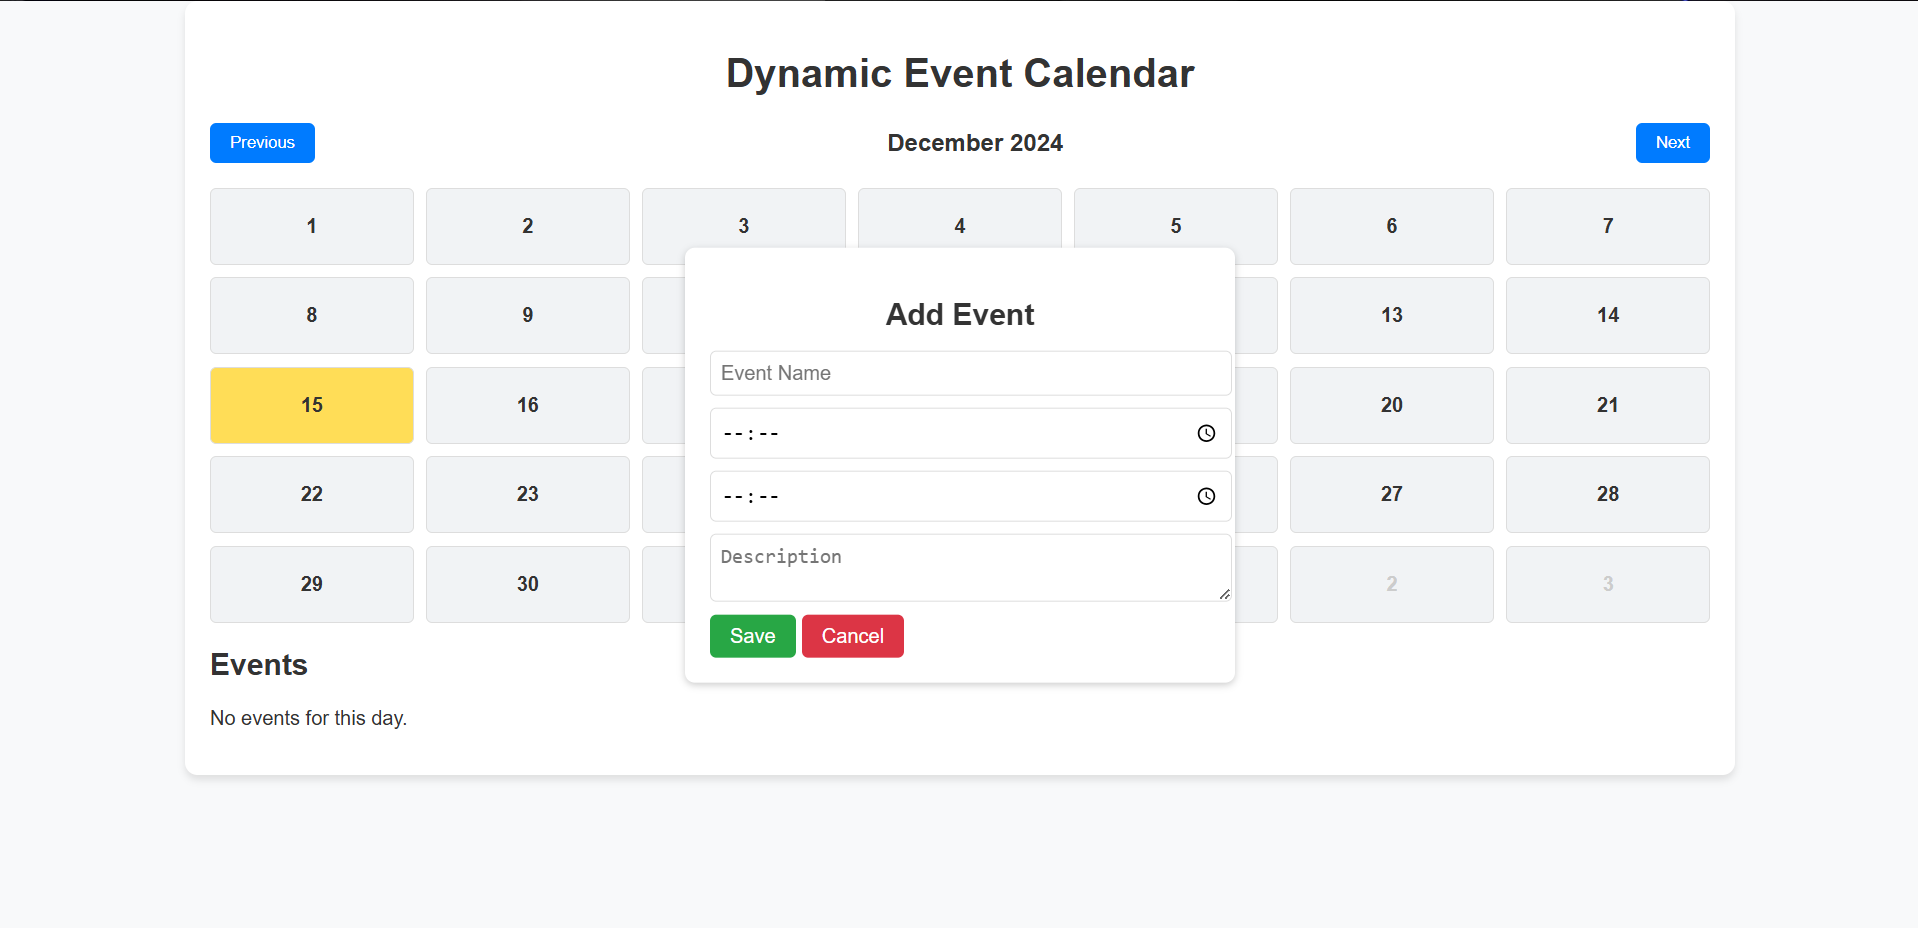 Dynamic Event Calendar
Previous
December 2024
Next
1 2 3 4 5 6 7
8 9 13 14
Add Event
Event Name
15 16 20 21
--:--
22 23 27 28
--:--
Description
29 30 2 3
Save Cancel
Events
No events for this day.